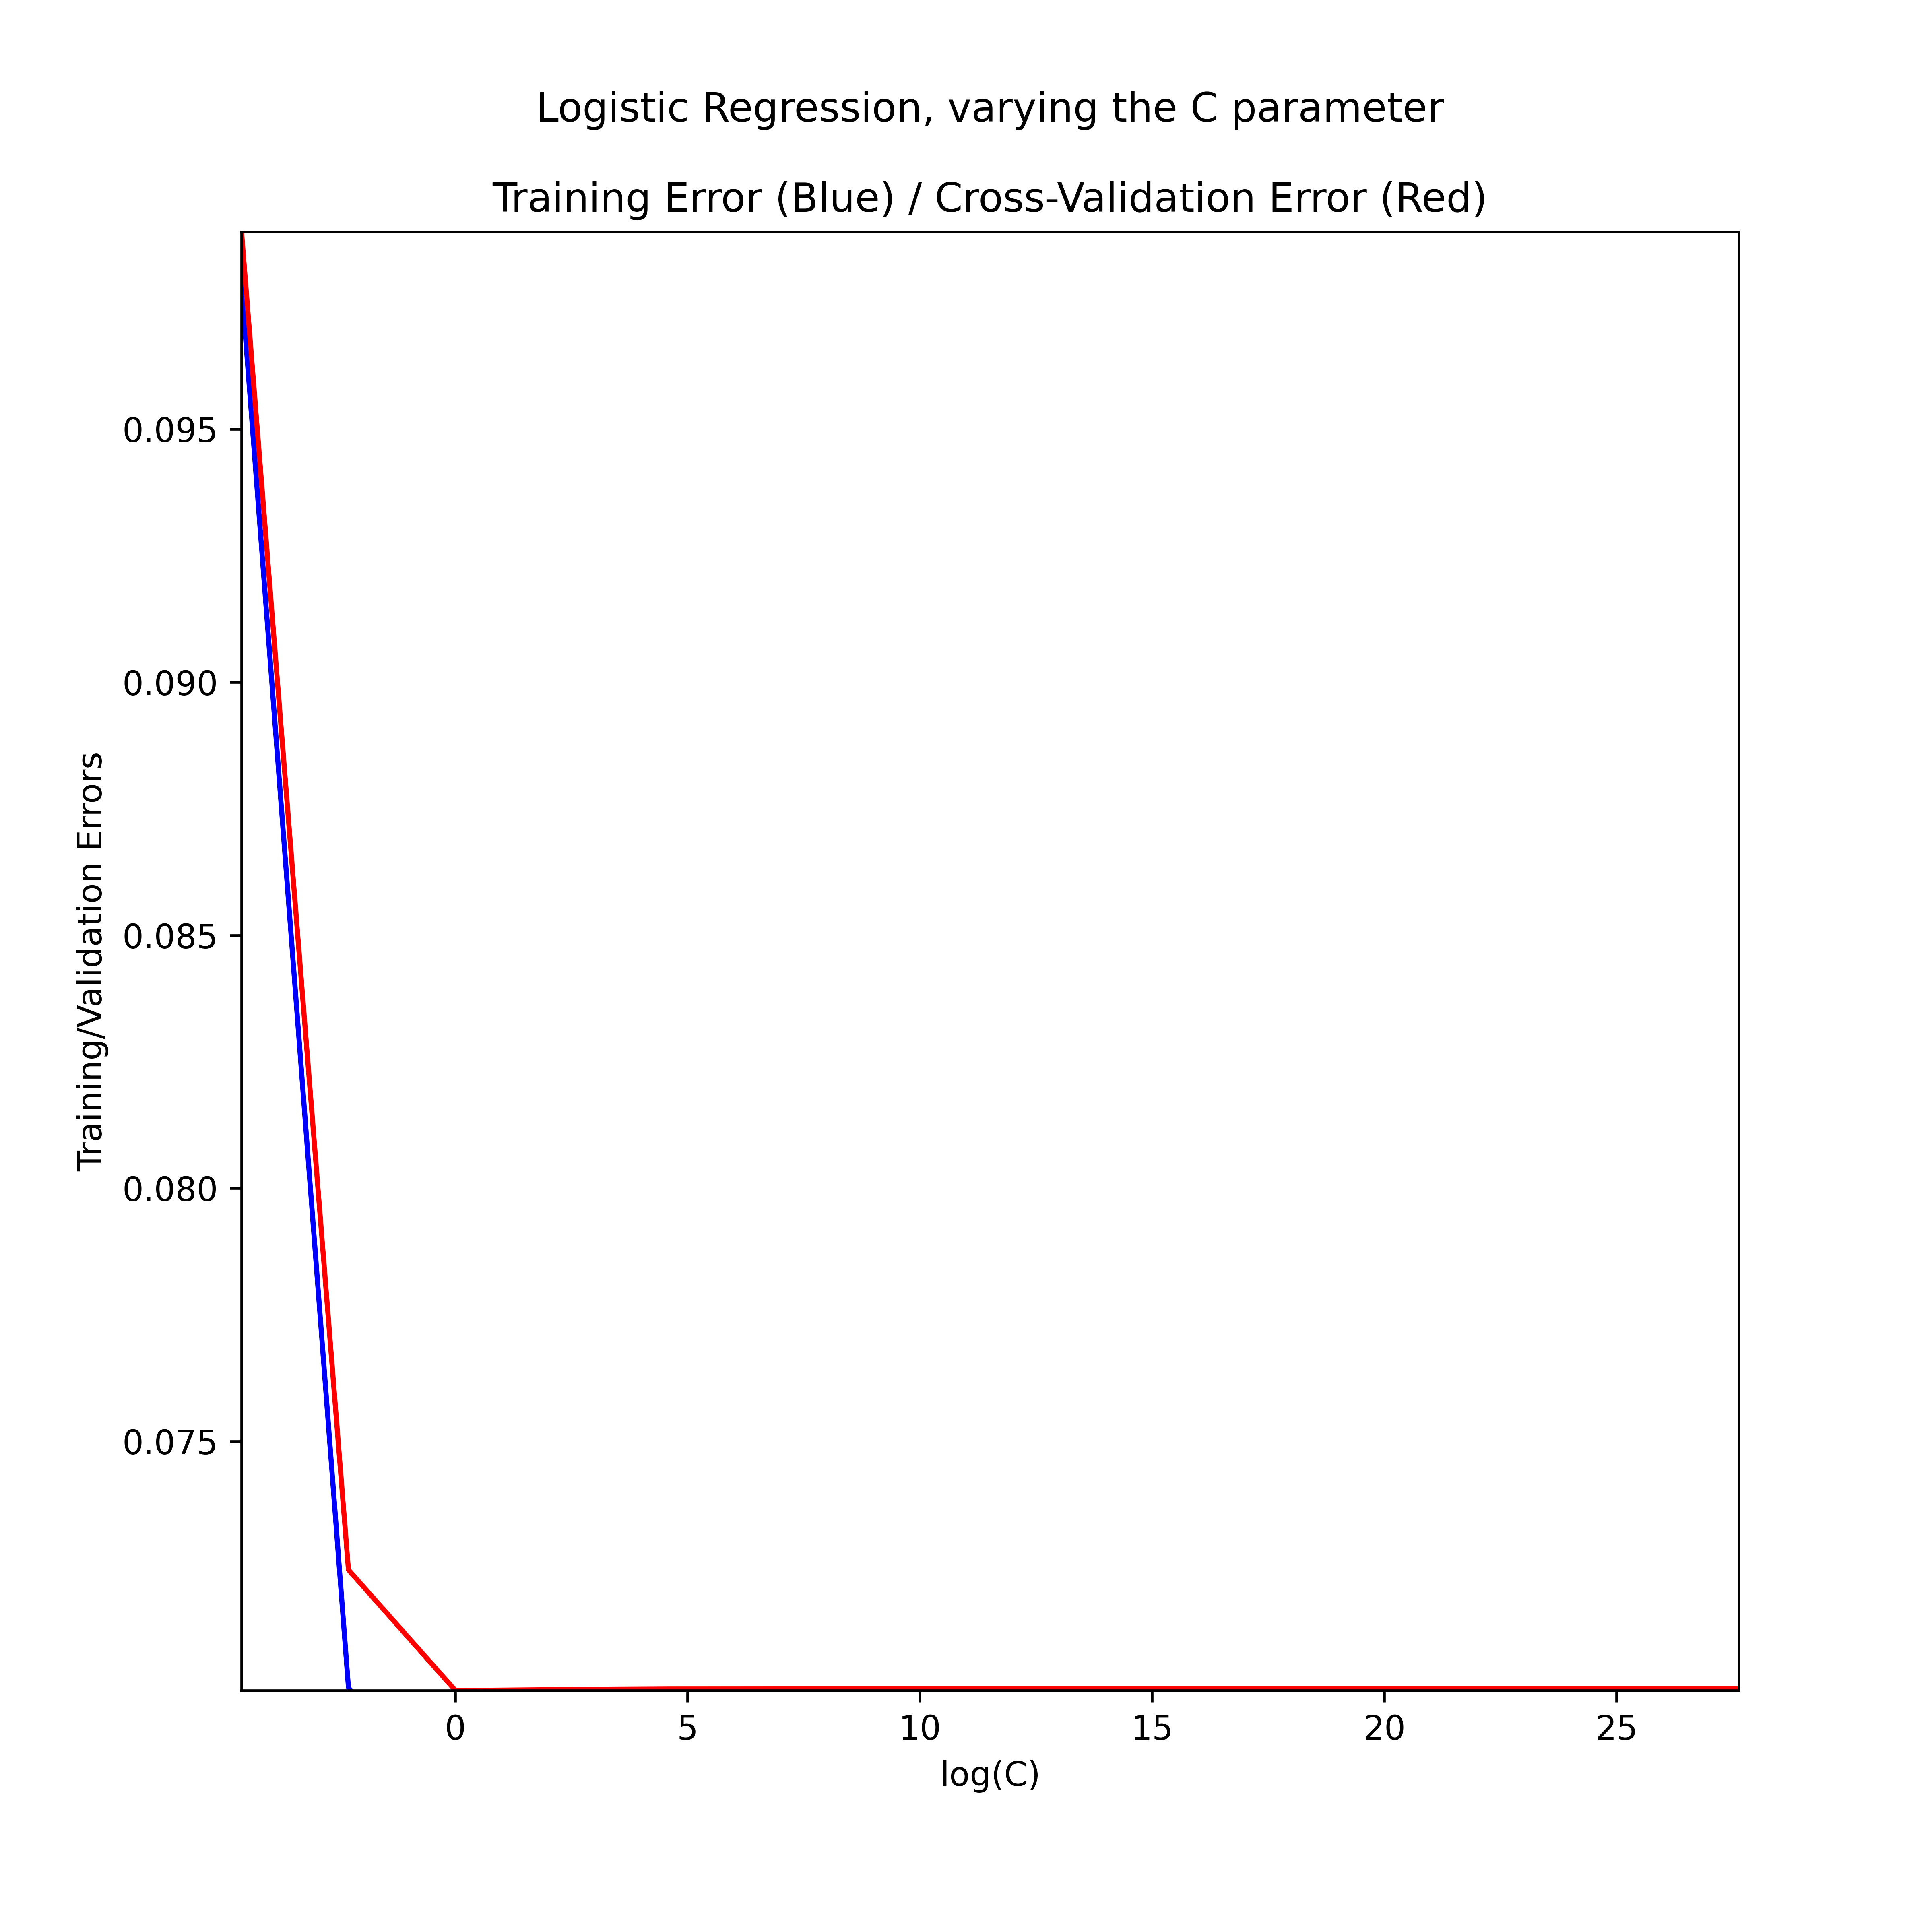 Logistic Regression, varying the C parameter
Training Error (Blue) / Cross-Validation Error (Red)
Training/Validation Errors
0.095
0.090
0.085
0.080
0.075
0
5
10
15
20
25
log(C)